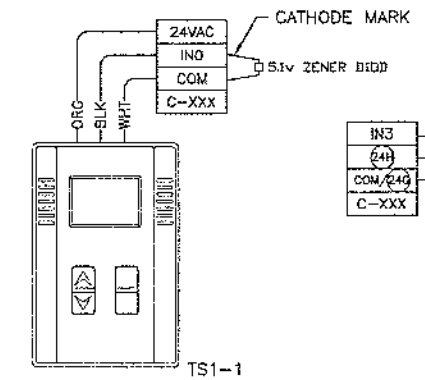 CATHODE MARK
24VAC
IN0
COM
C-XXX
5.1v ZENER DIOD
ORG
BLK
WHT
IN3
24H
COM/24G
C-XXX
TS1-1